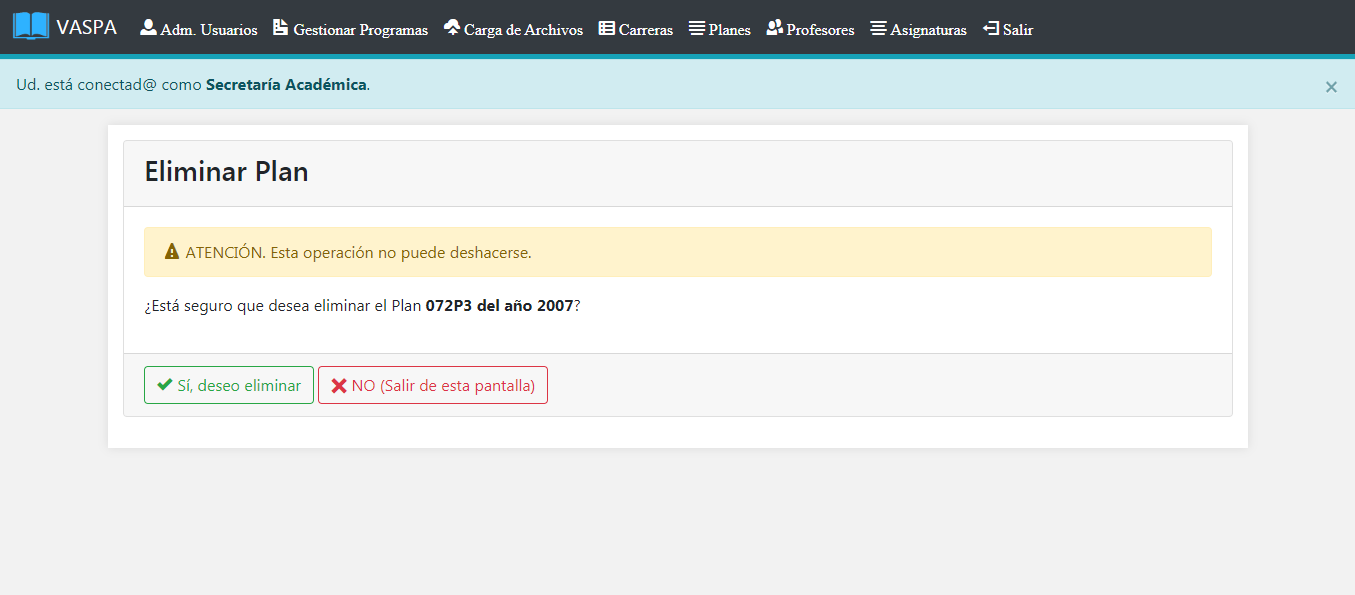 VASPA Adm. Usuarios Gestionar Programas Carga de Archivos Carreras Planes Profesores Asignaturas Salir
Ud. está conectad@ como Secretaría Académica. ×
Eliminar Plan
ATENCIÓN. Esta operación no puede deshacerse.
¿Está seguro que desea eliminar el Plan 072P3 del año 2007?
Sí, deseo eliminar NO (Salir de esta pantalla)